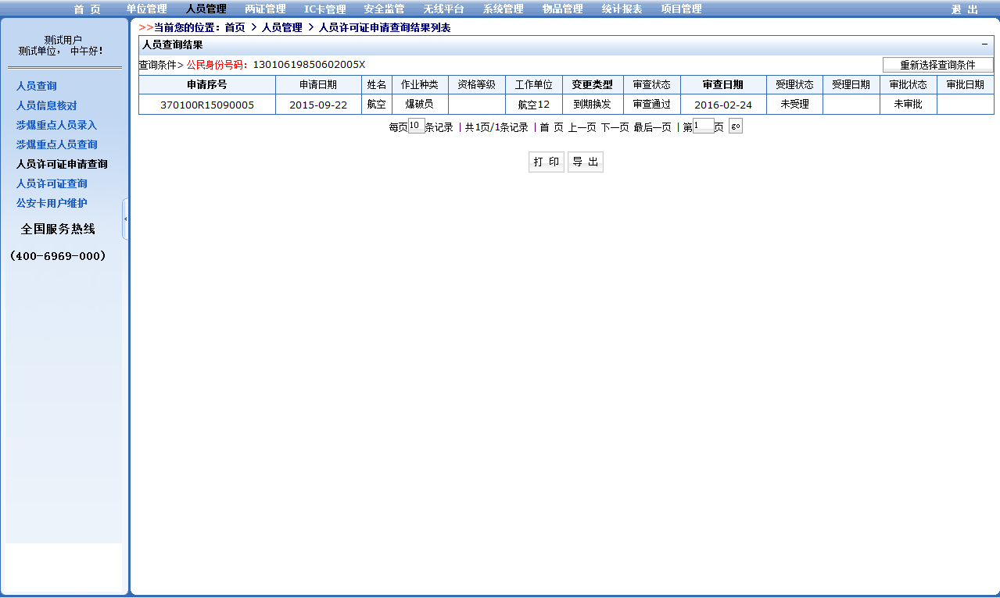 首 页 单位管理 人员管理 两证管理 IC卡管理 安全监管 无线平台 系统管理 物品管理 统计报表 项目管理 退 出
测试用户
测试单位， 中午好！
人员查询
人员信息核对
涉爆重点人员录入
涉爆重点人员查询
人员许可证申请查询
人员许可证查询
公安卡用户维护
全国服务热线
(400-6969-000)
>>当前您的位置：首页 > 人员管理 > 人员许可证申请查询结果列表
人员查询结果 −
查询条件> 公民身份号码：13010619850602005X 重新选择查询条件
申请序号 申请日期 姓名 作业种类 资格等级 工作单位 变更类型 审查状态 审查日期 受理状态 受理日期 审批状态 审批日期
370100R15090005 2015-09-22 航空 爆破员 航空12 到期换发 审查通过 2016-02-24 未受理 未审批
每页10条记录 | 共1页/1条记录 | 首 页 上一页 下一页 最后一页 | 第1页 go
打 印 导 出